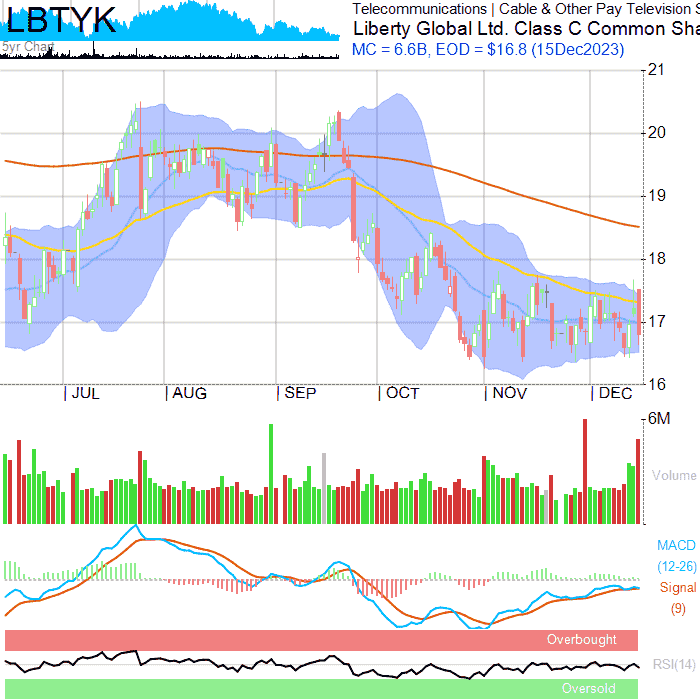 LBTYK
5yr Chart
Telecommunications | Cable & Other Pay Television S
Liberty Global Ltd. Class C Common Sha
MC = 6.6B, EOD = $16.8 (15Dec2023)
21
20
19
18
17
16
| JUL | AUG | SEP | OCT | NOV | DEC
6M
Volume
MACD
(12-26)
Signal
(9)
Overbought
RSI(14)
Oversold